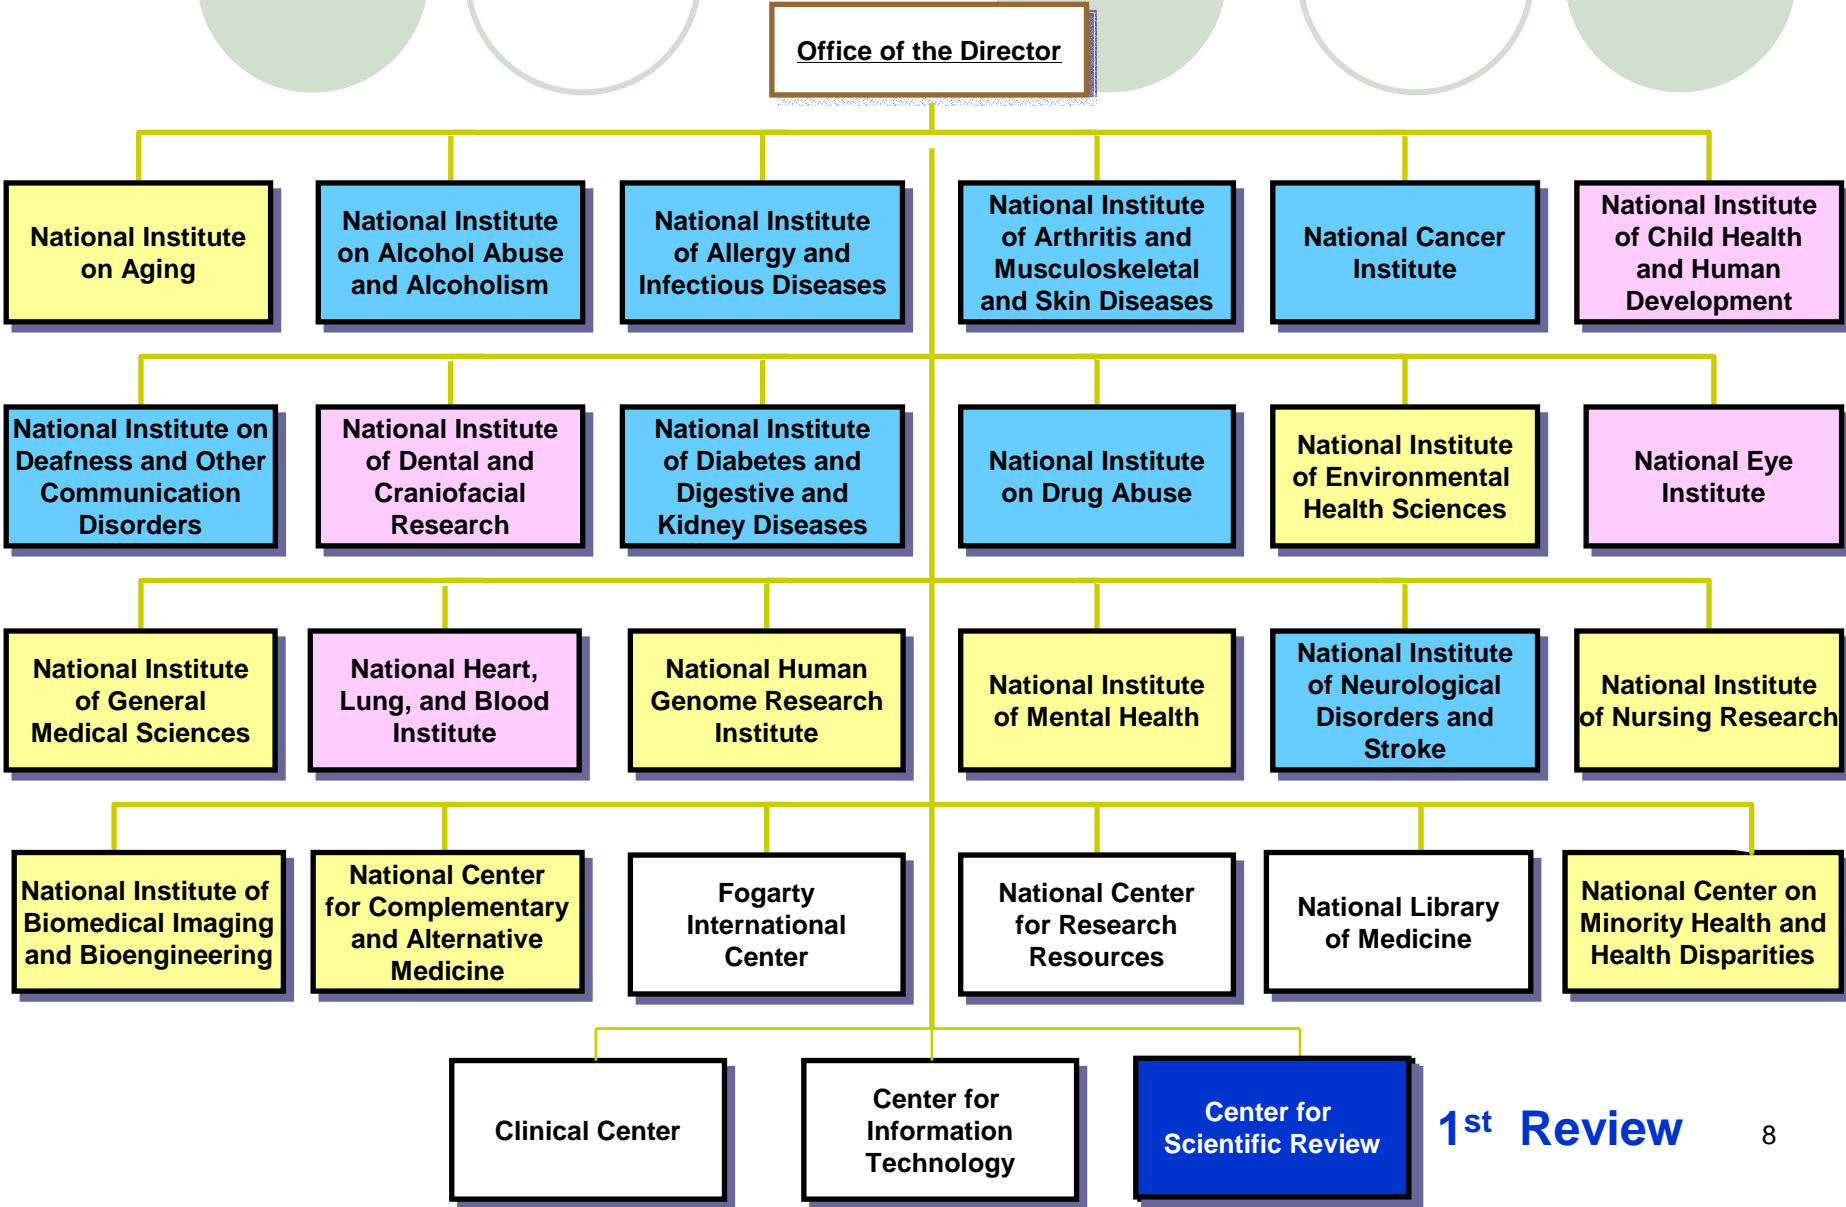 Office of the Director
National Institute
on Aging
National Institute
on Alcohol Abuse
and Alcoholism
National Institute
of Allergy and
Infectious Diseases
National Institute
of Arthritis and
Musculoskeletal
and Skin Diseases
National Cancer
Institute
National Institute
of Child Health
and Human
Development
National Institute on
Deafness and Other
Communication
Disorders
National Institute
of Dental and
Craniofacial
Research
National Institute
of Diabetes and
Digestive and
Kidney Diseases
National Institute
on Drug Abuse
National Institute
of Environmental
Health Sciences
National Eye
Institute
National Institute
of General
Medical Sciences
National Heart,
Lung, and Blood
Institute
National Human
Genome Research
Institute
National Institute
of Mental Health
National Institute
of Neurological
Disorders and
Stroke
National Institute
of Nursing Research
National Institute of
Biomedical Imaging
and Bioengineering
National Center
for Complementary
and Alternative
Medicine
Fogarty
International
Center
National Center
for Research
Resources
National Library
of Medicine
National Center on
Minority Health and
Health Disparities
Clinical Center
Center for
Information
Technology
Center for
Scientific Review
1st Review
8